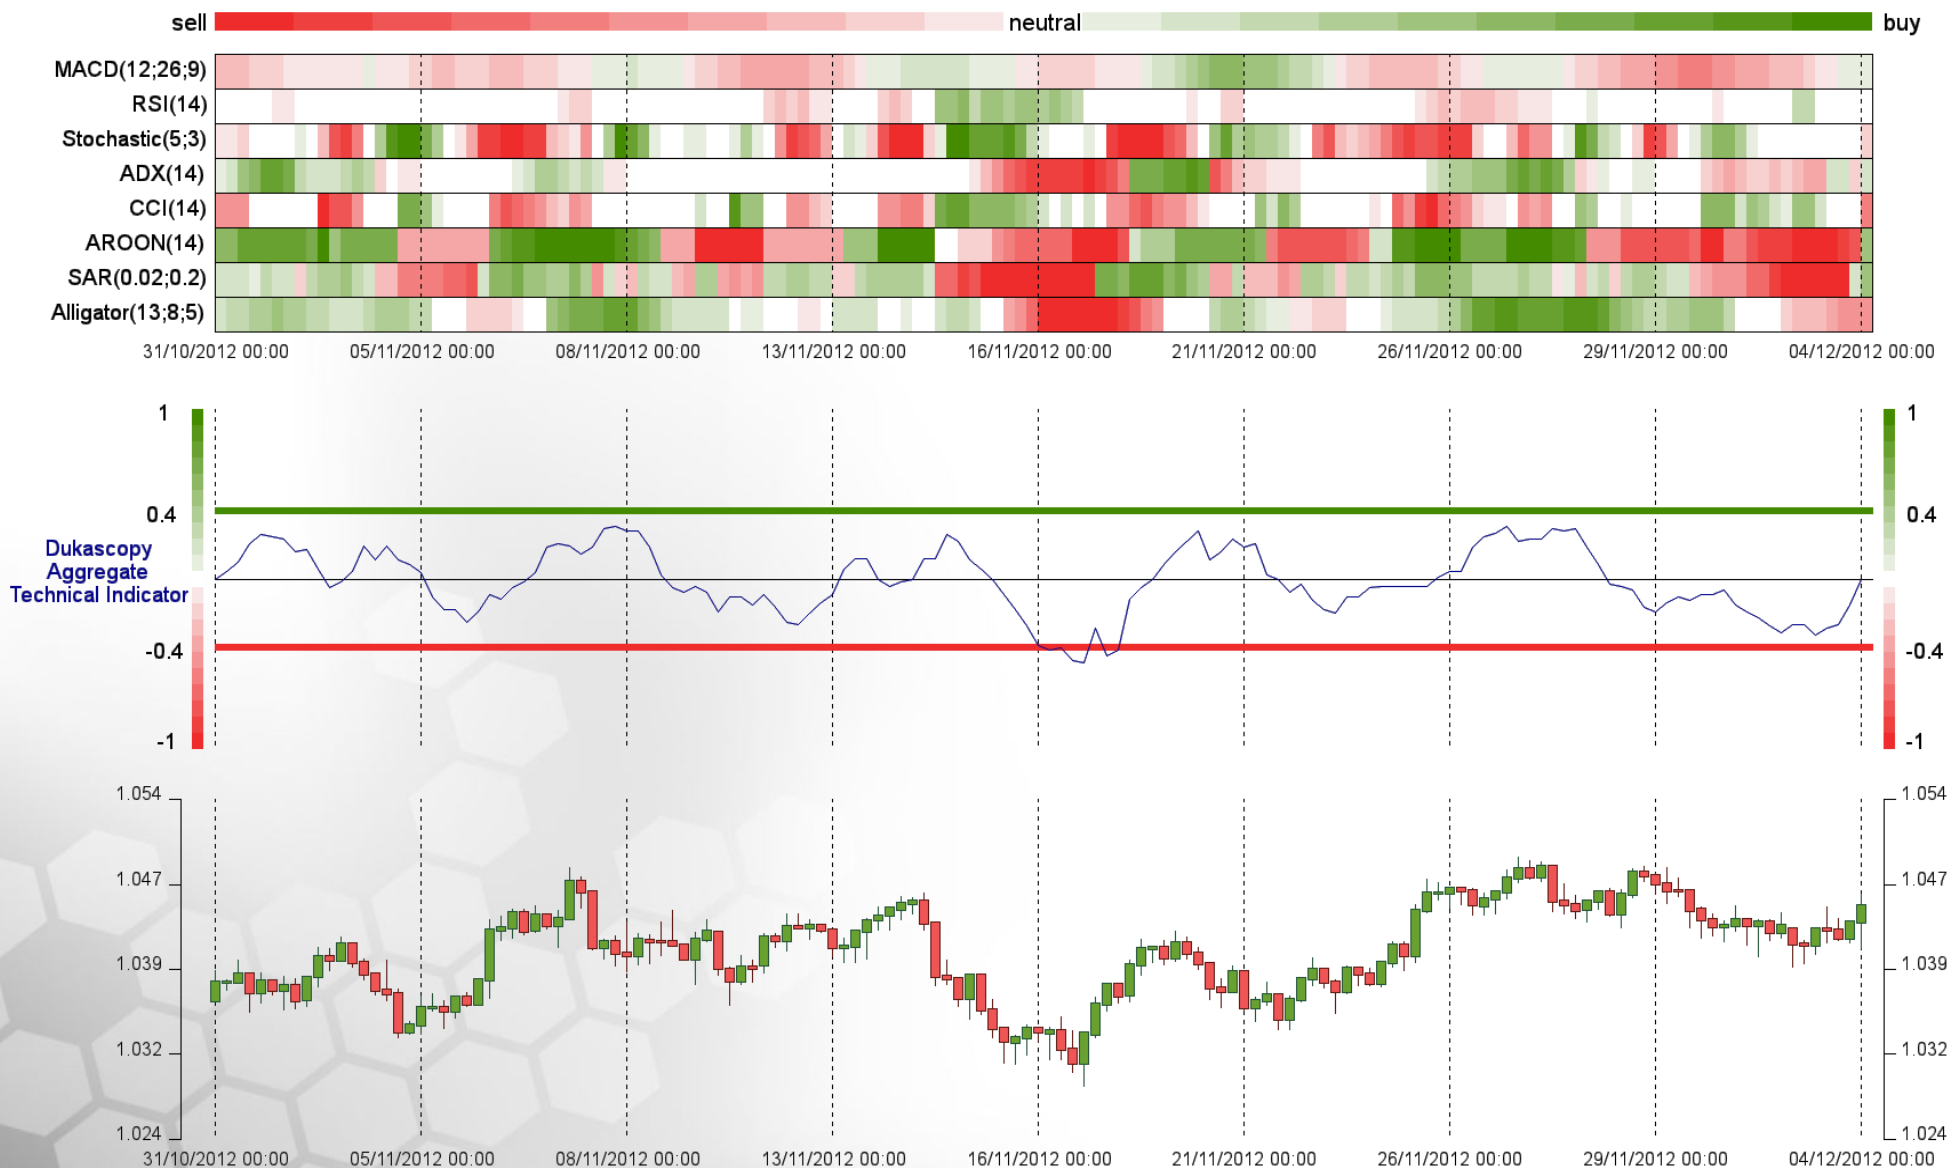 sell neutral buy
MACD(12;26;9)
RSI(14)
Stochastic(5;3)
ADX(14)
CCI(14)
AROON(14)
SAR(0.02;0.2)
Alligator(13;8;5)
31/10/2012 00:00 05/11/2012 00:00 08/11/2012 00:00 13/11/2012 00:00 16/11/2012 00:00 21/11/2012 00:00 26/11/2012 00:00 29/11/2012 00:00 04/12/2012 00:00
1 1
0.4 0.4
Dukascopy
Aggregate
Technical Indicator
-0.4 -0.4
-1 -1
1.054 1.054
1.047 1.047
1.039 1.039
1.032 1.032
1.024 1.024
31/10/2012 00:00 05/11/2012 00:00 08/11/2012 00:00 13/11/2012 00:00 16/11/2012 00:00 21/11/2012 00:00 26/11/2012 00:00 29/11/2012 00:00 04/12/2012 00:00